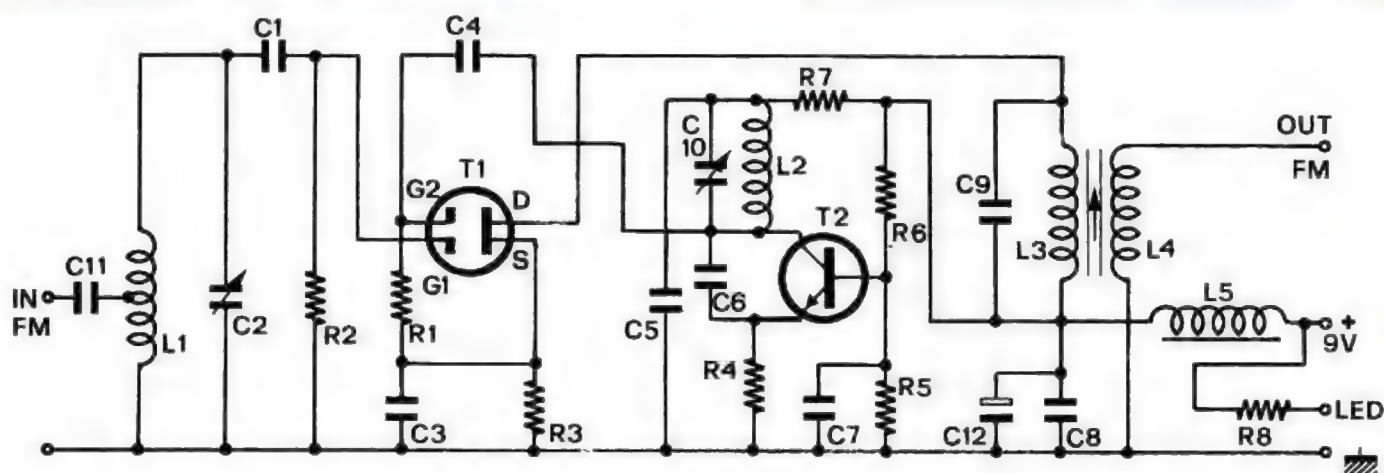 C1
C4
R7
C
10
L2
OUT
FM
G2
T1
D
C9
T2
R6
L3
L4
S
G1
C11
IN
FM
L1
C2
R2
R1
C5
C6
L5
+
9V
R4
R5
C3
R3
C7
C12
C8
R8
LED